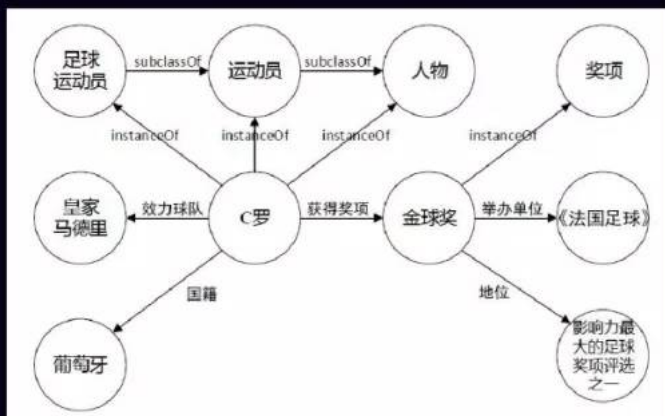 足球
运动员
subclassOf
运动员
subclassOf
人物
奖项
instanceOf
instanceOf
instanceOf
instanceOf
皇家
马德里
效力球队
C罗
获得奖项
金球奖
举办单位
《法国足球》
国籍
地位
葡萄牙
影响力最
大的足球
奖项评选
之一